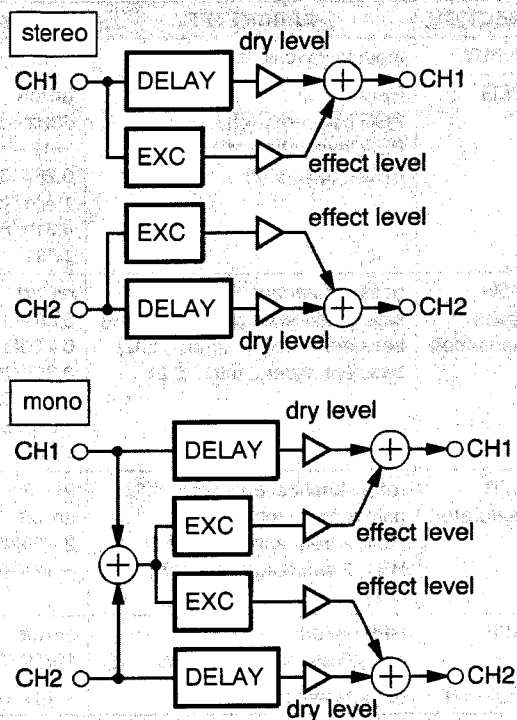 stereo
dry level
CH1 DELAY + CH1
EXC effect level
EXC effect level
CH2 DELAY + CH2
dry level
mono
dry level
CH1 DELAY + CH1
EXC effect level
+
EXC effect level
CH2 DELAY + CH2
dry level